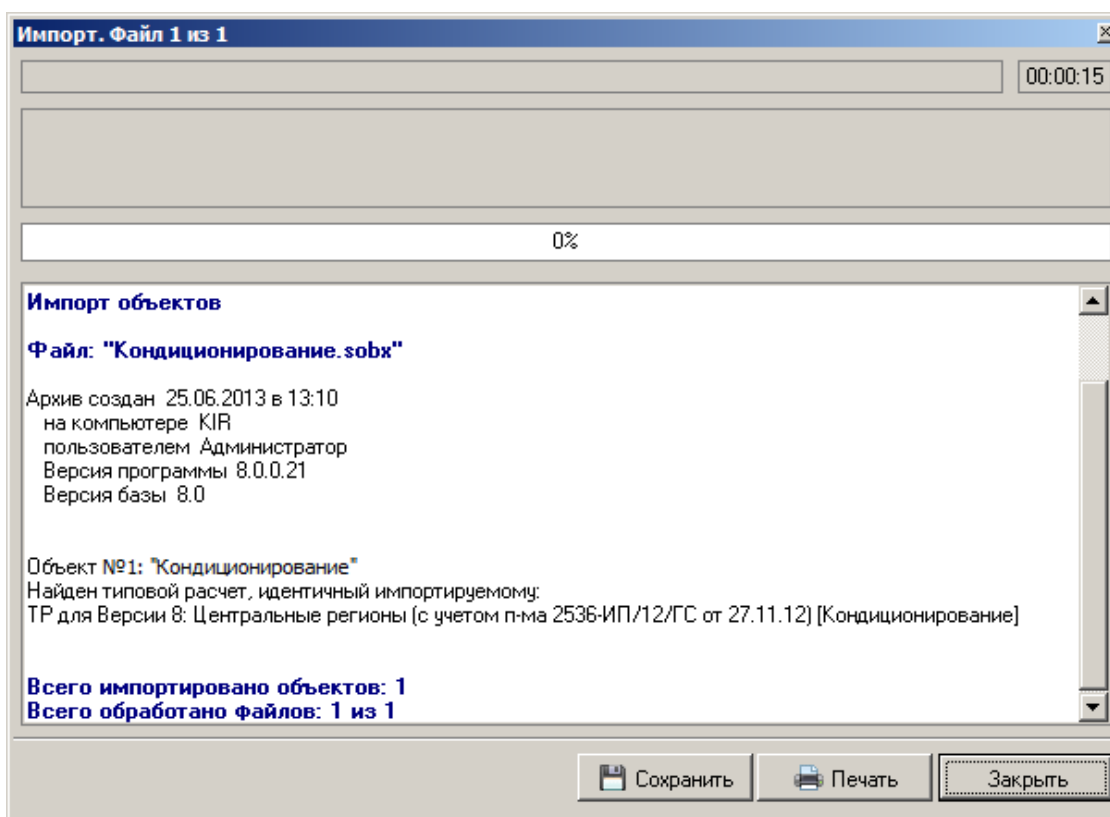 Импорт. Файл 1 из 1
00:00:15
0%
Импорт объектов
Файл: "Кондиционирование.sobx"
Архив создан 25.06.2013 в 13:10
на компьютере KIR
пользователем Администратор
Версия программы 8.0.0.21
Версия базы 8.0
Объект №1: "Кондиционирование"
Найден типовой расчет, идентичный импортируемому:
ТР для Версии 8: Центральные регионы (с учетом п-ма 2536-ИП/12/ГС от 27.11.12) [Кондиционирование]
Всего импортировано объектов: 1
Всего обработано файлов: 1 из 1
Сохранить Печать Закрыть